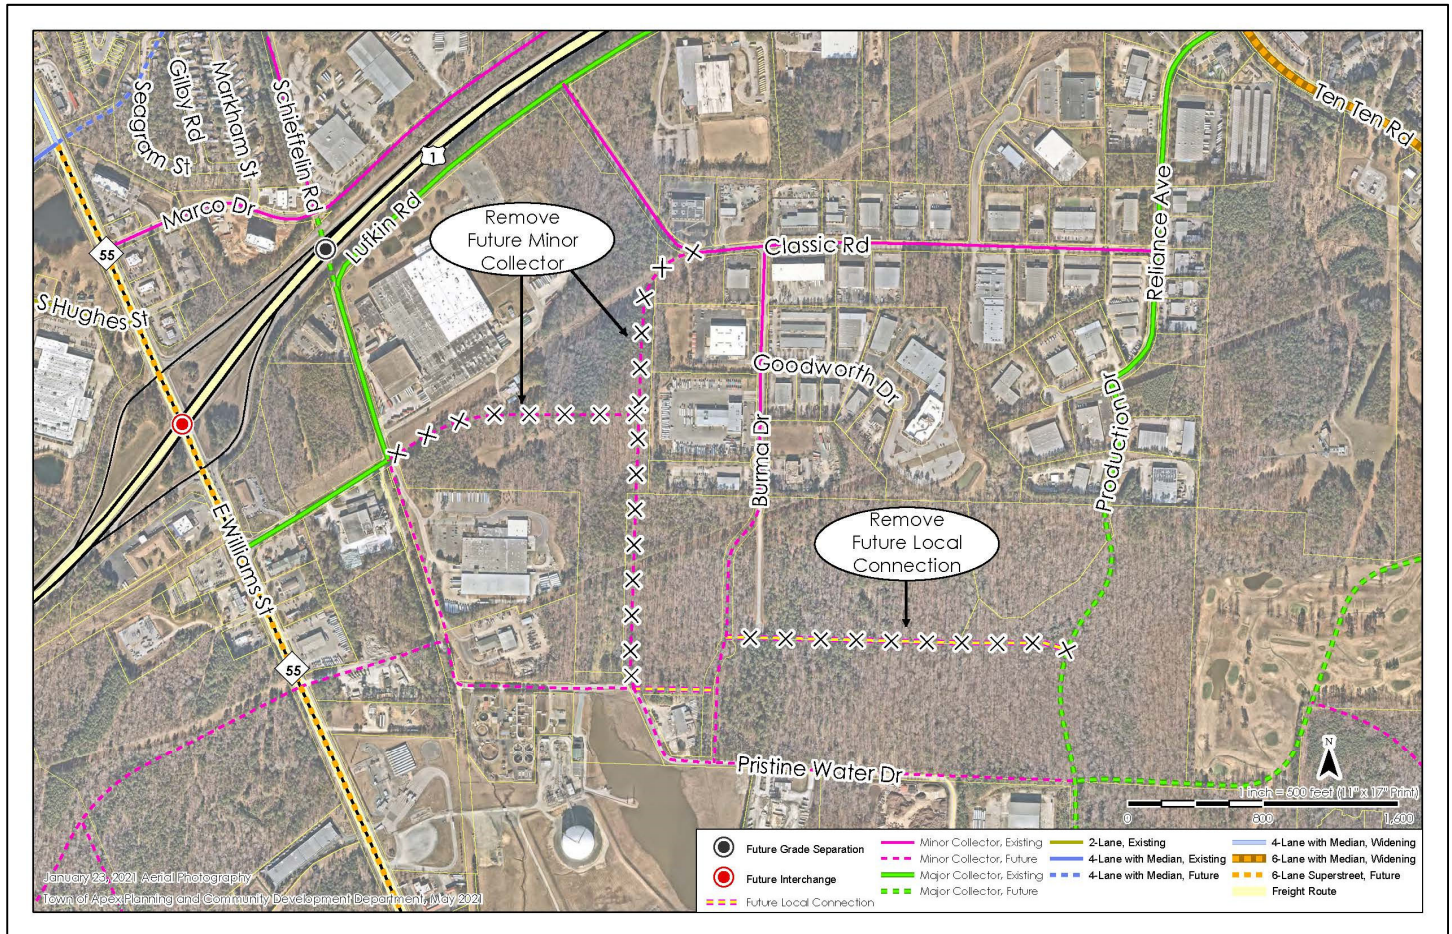 Seagram St
Gilby Rd
Markham St
Schieffelin Rd
Ten Ten Rd
1
Marco Dr
Lufkin Rd
Remove
Future Minor
Collector
55
Classic Rd
Reliance Ave
S Hughes St
Goodworth Dr
Production Dr
Burma Dr
E Williams St
Remove
Future Local
Connection
55
Pristine Water Dr
N
1 inch = 500 feet (11" x 17" Print)
0 800 1,600
Future Grade Separation
Future Interchange
Future Local Connection
Minor Collector, Existing
Minor Collector, Future
Major Collector, Existing
Major Collector, Future
2-Lane, Existing
4-Lane with Median, Existing
4-Lane with Median, Future
4-Lane with Median, Widening
6-Lane with Median, Widening
6-Lane Superstreet, Future
Freight Route
January 23, 2021 Aerial Photography
Town of Apex Planning and Community Development Department, May 2021